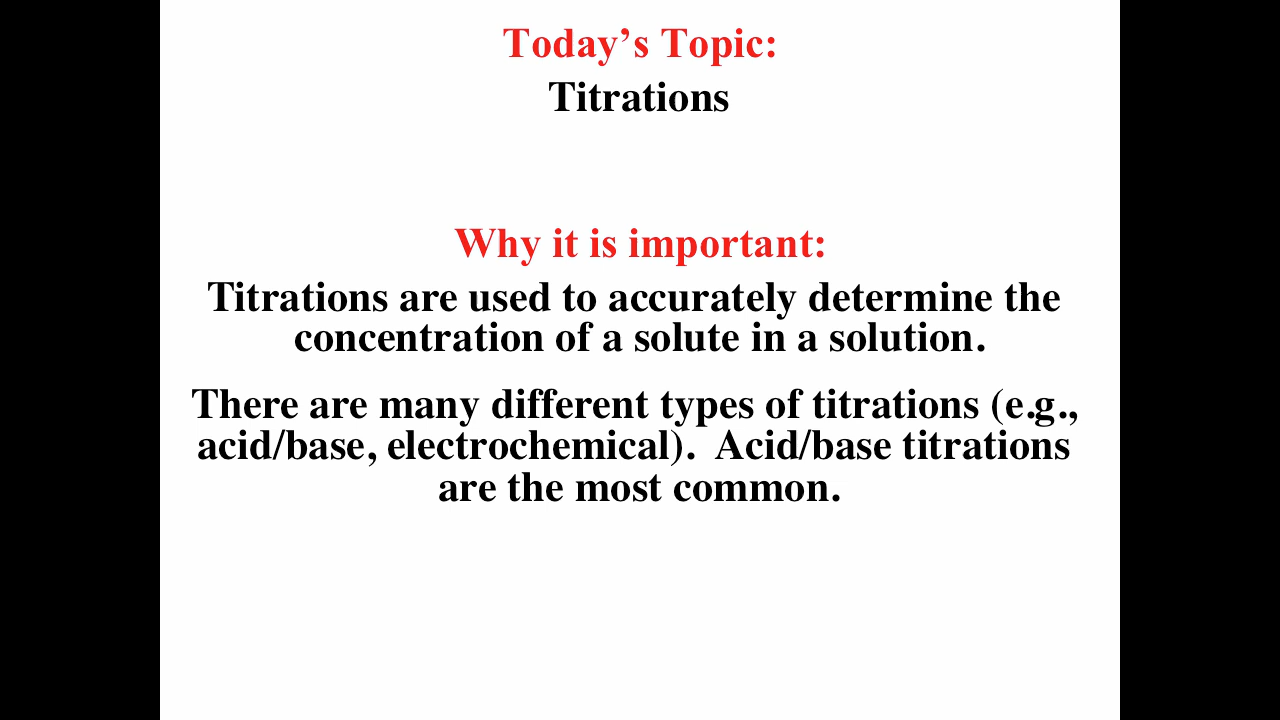 Today’s Topic:
Titrations
Why it is important:
Titrations are used to accurately determine the
concentration of a solute in a solution.
There are many different types of titrations (e.g.,
acid/base, electrochemical).  Acid/base titrations
are the most common.